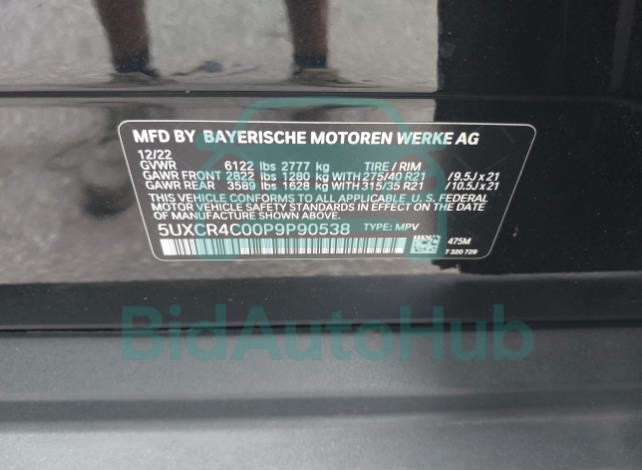 MFD BY BAYERISCHE MOTOREN WERKE AG
12/22
GVWR 6122 lbs 2777 kg TIRE / RIM
GAWR FRONT 2822 lbs 1280 kg WITH 275/40 R21 / 9.5J x 21
GAWR REAR 3589 lbs 1628 kg WITH 315/35 R21 / 10.5J x 21
THIS VEHICLE CONFORMS TO ALL APPLICABLE U. S. FEDERAL
MOTOR VEHICLE SAFETY STANDARDS IN EFFECT ON
THE DATE OF MANUFACTURE SHOWN ABOVE.
5UXCR4C00P9P90538 TYPE: MPV
475M
7 320 729
BidAutoHub